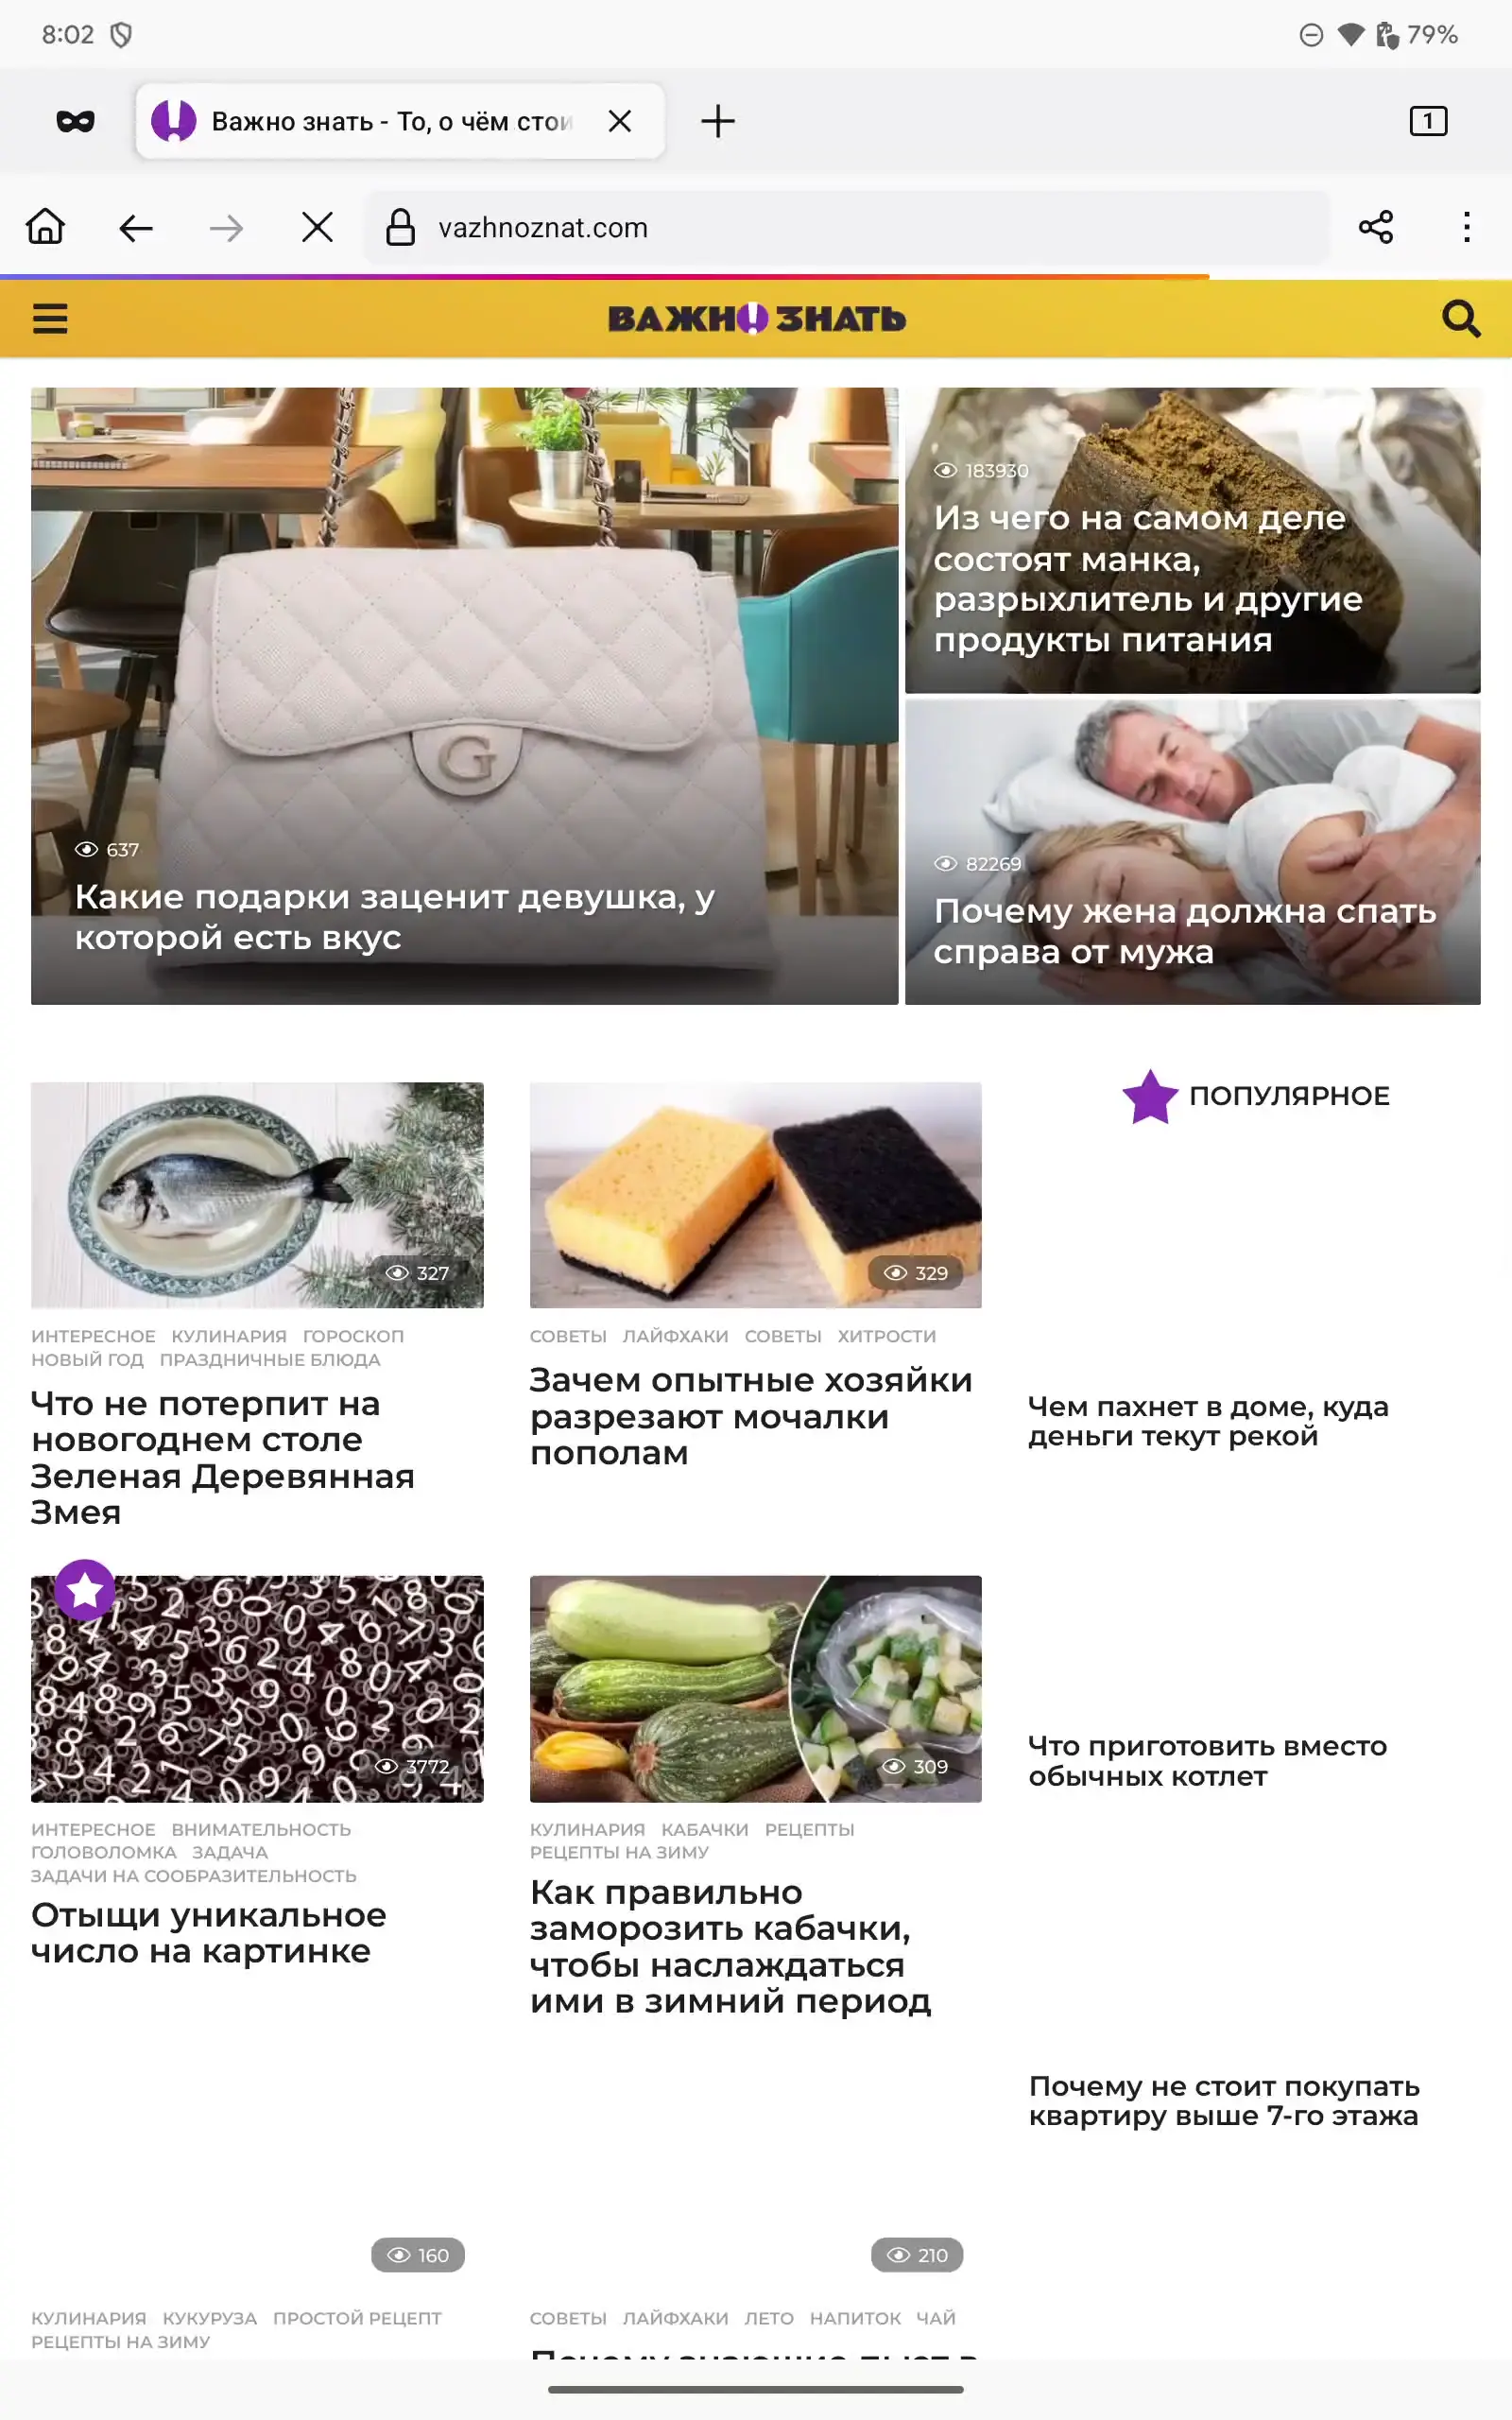 8:02
79%
Важно знать - То, о чём стои
1
vazhnoznat.com
ВАЖН!ЗНАТЬ
183930
Из чего на самом деле
состоят манка,
разрыхлитель и другие
продукты питания
G
637
Какие подарки заценит девушка, у
которой есть вкус
82269
Почему жена должна спать
справа от мужа
327
ИНТЕРЕСНОЕ КУЛИНАРИЯ ГОРОСКОП
НОВЫЙ ГОД ПРАЗДНИЧНЫЕ БЛЮДА
Что не потерпит на
новогоднем столе
Зеленая Деревянная
Змея
329
СОВЕТЫ ЛАЙФХАКИ СОВЕТЫ ХИТРОСТИ
Зачем опытные хозяйки
разрезают мочалки
пополам
ПОПУЛЯРНОЕ
Чем пахнет в доме, куда
деньги текут рекой
Что приготовить вместо
обычных котлет
Почему не стоит покупать
квартиру выше 7-го этажа
3772
ИНТЕРЕСНОЕ ВНИМАТЕЛЬНОСТЬ
ГОЛОВОЛОМКА ЗАДАЧА
ЗАДАЧИ НА СООБРАЗИТЕЛЬНОСТЬ
Отыщи уникальное
число на картинке
309
КУЛИНАРИЯ КАБАЧКИ РЕЦЕПТЫ
РЕЦЕПТЫ НА ЗИМУ
Как правильно
заморозить кабачки,
чтобы наслаждаться
ими в зимний период
160
КУЛИНАРИЯ КУКУРУЗА ПРОСТОЙ РЕЦЕПТ
РЕЦЕПТЫ НА ЗИМУ
210
СОВЕТЫ ЛАЙФХАКИ ЛЕТО НАПИТОК ЧАЙ